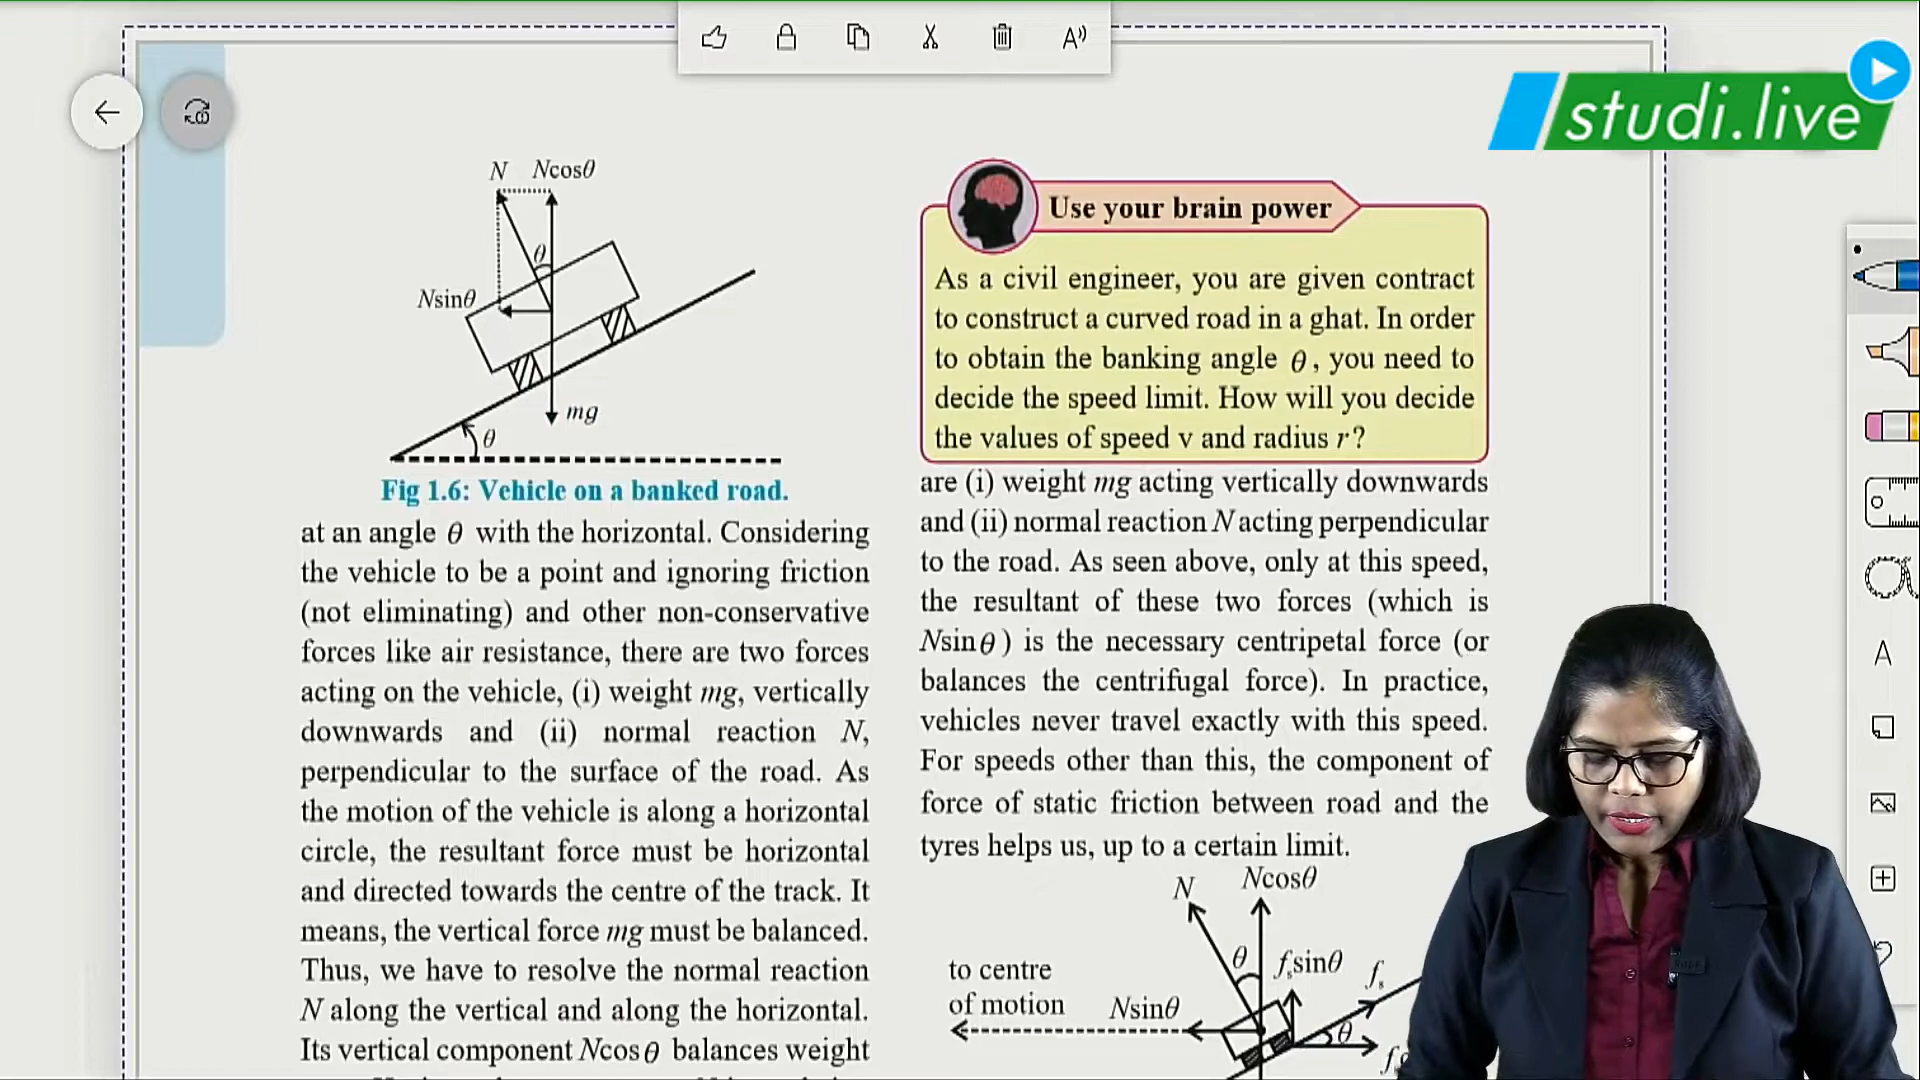 studi.live
N Ncosθ
θ
Nsinθ
mg
θ
Fig 1.6: Vehicle on a banked road.
at an angle θ with the horizontal. Considering
the vehicle to be a point and ignoring friction
(not eliminating) and other non-conservative
forces like air resistance, there are two forces
acting on the vehicle, (i) weight mg, vertically
downwards and (ii) normal reaction N,
perpendicular to the surface of the road. As
the motion of the vehicle is along a horizontal
circle, the resultant force must be horizontal
and directed towards the centre of the track. It
means, the vertical force mg must be balanced.
Thus, we have to resolve the normal reaction
N along the vertical and along the horizontal.
Its vertical component Ncosθ balances weight
Use your brain power
As a civil engineer, you are given contract
to construct a curved road in a ghat. In order
to obtain the banking angle θ, you need to
decide the speed limit. How will you decide
the values of speed v and radius r?
are (i) weight mg acting vertically downwards
and (ii) normal reaction N acting perpendicular
to the road. As seen above, only at this speed,
the resultant of these two forces (which is
Nsinθ) is the necessary centripetal force (or
balances the centrifugal force). In practice,
vehicles never travel exactly with this speed.
For speeds other than this, the component of
force of static friction between road and the
tyres helps us, up to a certain limit.
N Ncosθ
θ fₛsinθ fₛ
to centre
of motion Nsinθ
θ